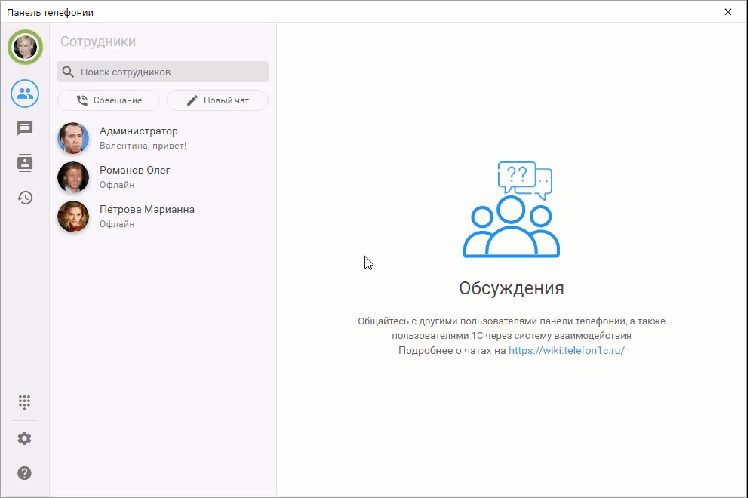 Панель телефонии
Сотрудники
Поиск сотрудников
Совещание
Новый чат
Администратор
Валентина, привет!
Романов Олег
Офлайн
Петрова Марианна
Офлайн
??
Обсуждения
Общайтесь с другими пользователями панели телефонии, а также
пользователями 1С через систему взаимодействия
Подробнее о чатах на https://wiki.telefon1c.ru/